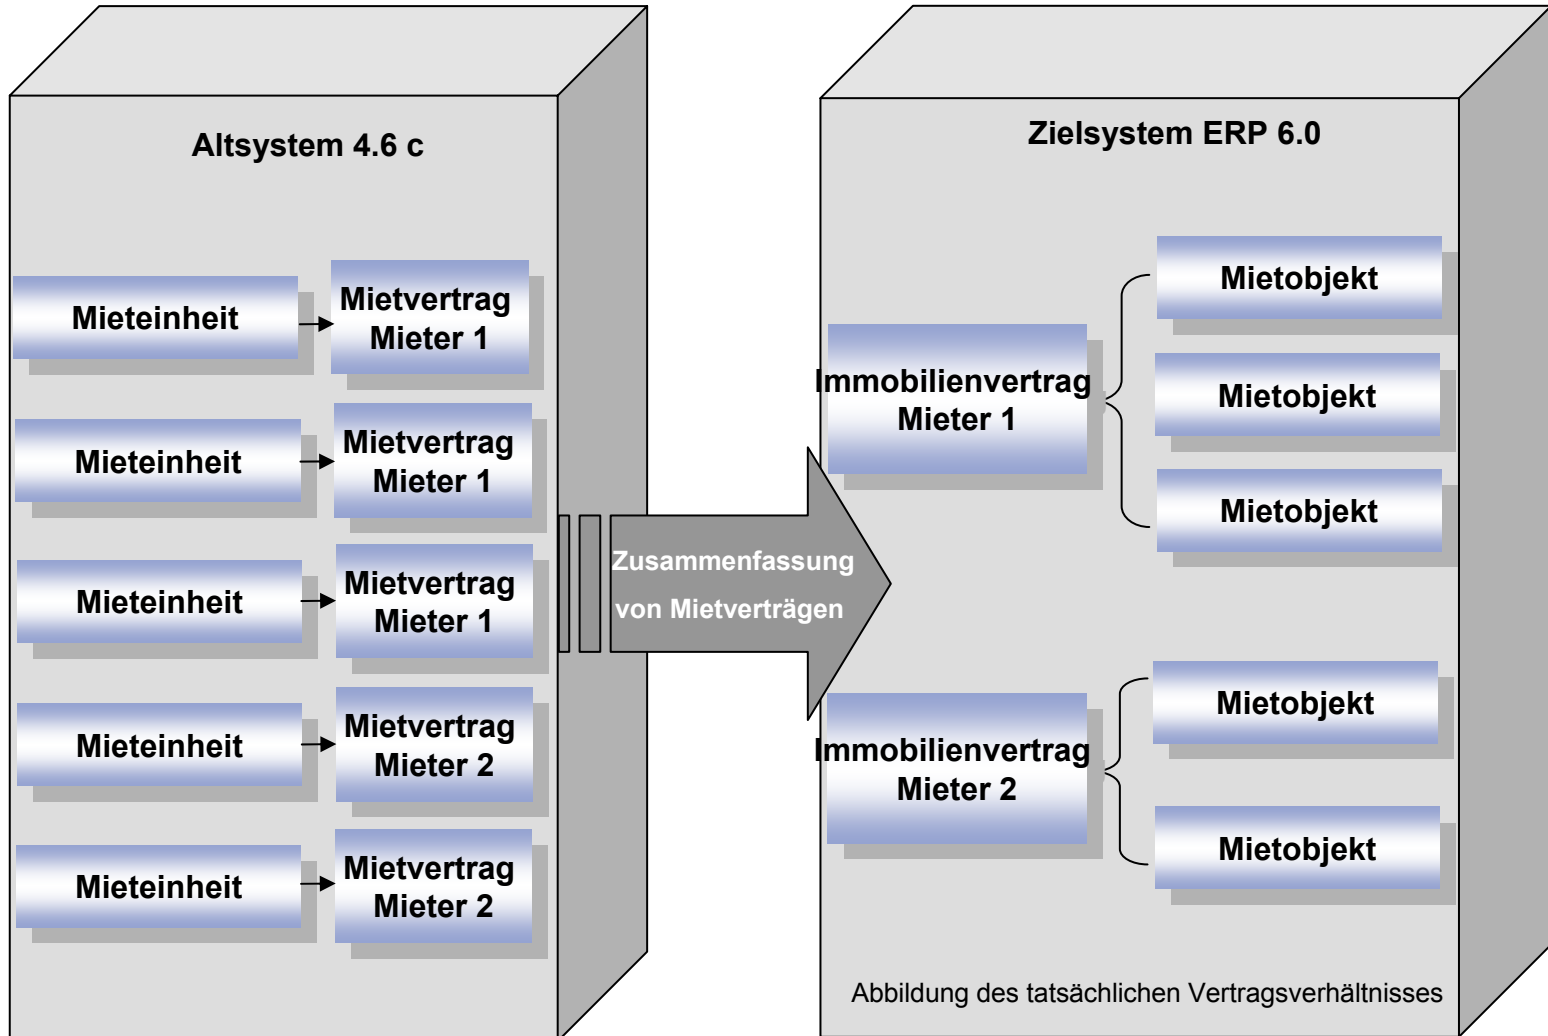 Altsystem 4.6 c
Mieteinheit
Mietvertrag
Mieter 1
Mieteinheit
Mietvertrag
Mieter 1
Mieteinheit
Mietvertrag
Mieter 1
Mieteinheit
Mietvertrag
Mieter 2
Mieteinheit
Mietvertrag
Mieter 2
Zusammenfassung
von Mietverträgen
Zielsystem ERP 6.0
Immobilienvertrag
Mieter 1
Mietobjekt
Mietobjekt
Mietobjekt
Immobilienvertrag
Mieter 2
Mietobjekt
Mietobjekt
Abbildung des tatsächlichen Vertragsverhältnisses